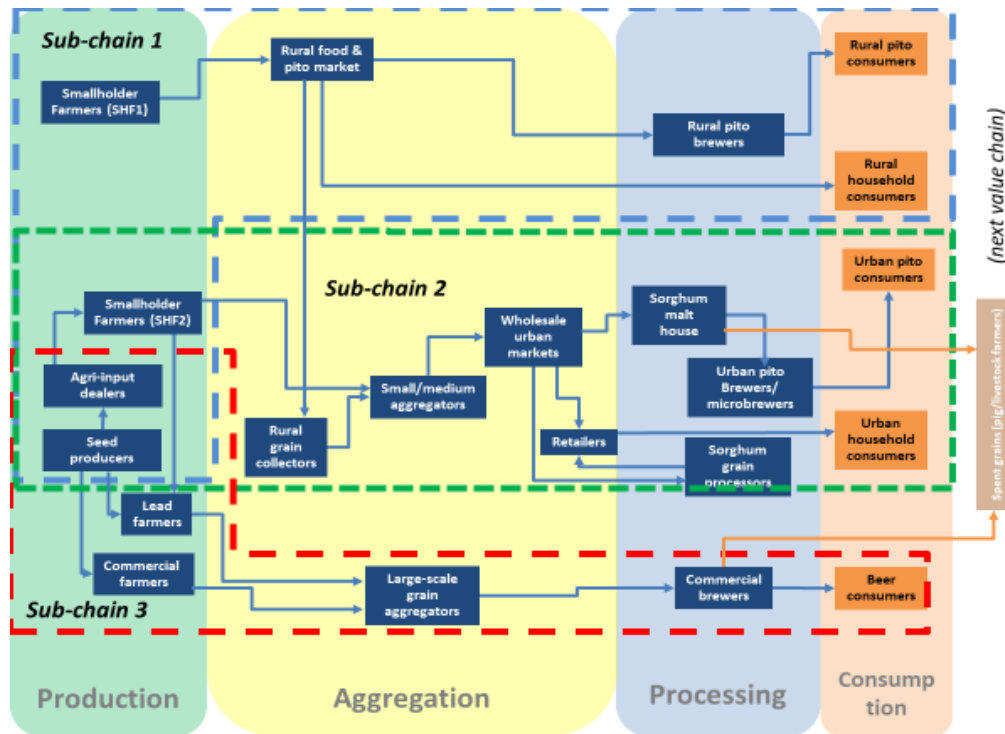 Sub-chain 1
Rural food &
pito market
Rural pito
consumers
Smallholder
Farmers (SHF1)
Rural pito
brewers
Rural
household
consumers
(next value chain)
Sub-chain 2
Urban pito
consumers
Smallholder
Farmers (SHF2)
Wholesale
urban
markets
Sorghum
malt
house
Agri-input
dealers
Small/medium
aggregators
Urban pito
Brewers/
microbrewers
Spent grains (pig/livestock farmers)
Seed
producers
Rural
grain
collectors
Retailers
Urban
household
consumers
Sorghum
grain
processors
Lead
farmers
Commercial
farmers
Large-scale
grain
aggregators
Commercial
brewers
Beer
consumers
Sub-chain 3
Production
Aggregation
Processing
Consump
tion